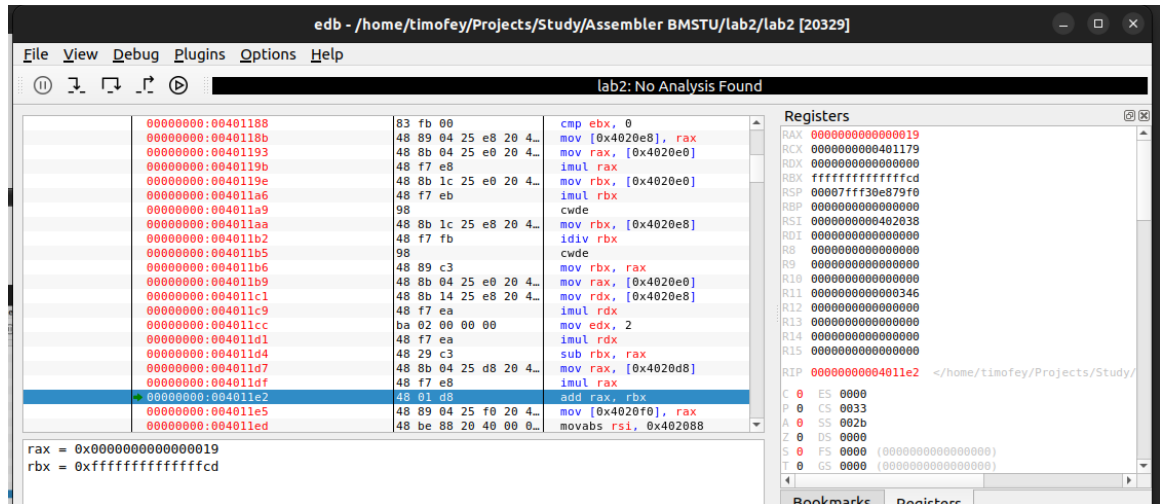 edb - /home/timofey/Projects/Study/Assembler BMSTU/lab2/lab2 [20329]
File View Debug Plugins Options Help
lab2: No Analysis Found
00000000:00401188 83 fb 00 cmp ebx, 0
00000000:0040118b 48 89 04 25 e8 20 4… mov [0x4020e8], rax
00000000:00401193 48 8b 04 25 e0 20 4… mov rax, [0x4020e0]
00000000:0040119b 48 f7 e8 imul rax
00000000:0040119e 48 8b 1c 25 e0 20 4… mov rbx, [0x4020e0]
00000000:004011a6 48 f7 eb imul rbx
00000000:004011a9 98 cwde
00000000:004011aa 48 8b 1c 25 e8 20 4… mov rbx, [0x4020e8]
00000000:004011b2 48 f7 fb idiv rbx
00000000:004011b5 98 cwde
00000000:004011b6 48 89 c3 mov rbx, rax
00000000:004011b9 48 8b 04 25 e0 20 4… mov rax, [0x4020e0]
00000000:004011c1 48 8b 14 25 e8 20 4… mov rdx, [0x4020e8]
00000000:004011c9 48 f7 ea imul rdx
00000000:004011cc ba 02 00 00 00 mov edx, 2
00000000:004011d1 48 f7 ea imul rdx
00000000:004011d4 48 29 c3 sub rbx, rax
00000000:004011d7 48 8b 04 25 d8 20 4… mov rax, [0x4020d8]
00000000:004011df 48 f7 e8 imul rax
00000000:004011e2 48 01 d8 add rax, rbx
00000000:004011e5 48 89 04 25 f0 20 4… mov [0x4020f0], rax
00000000:004011ed 48 be 88 20 40 00 0… movabs rsi, 0x402088
rax = 0x0000000000000019
rbx = 0xffffffffffffffcd
Registers
RAX 0000000000000019
RCX 0000000000401179
RDX 0000000000000000
RBX ffffffffffffffcd
RSP 00007fff30e879f0
RBP 0000000000000000
RSI 0000000000402038
RDI 0000000000000000
R8 0000000000000000
R9 0000000000000000
R10 0000000000000000
R11 0000000000000346
R12 0000000000000000
R13 0000000000000000
R14 0000000000000000
R15 0000000000000000
RIP 00000000004011e2 </home/timofey/Projects/Study/
C 0 ES 0000
P 0 CS 0033
A 0 SS 002b
Z 0 DS 0000
S 0 FS 0000 (0000000000000000)
T 0 GS 0000 (0000000000000000)
Bookmarks Registers